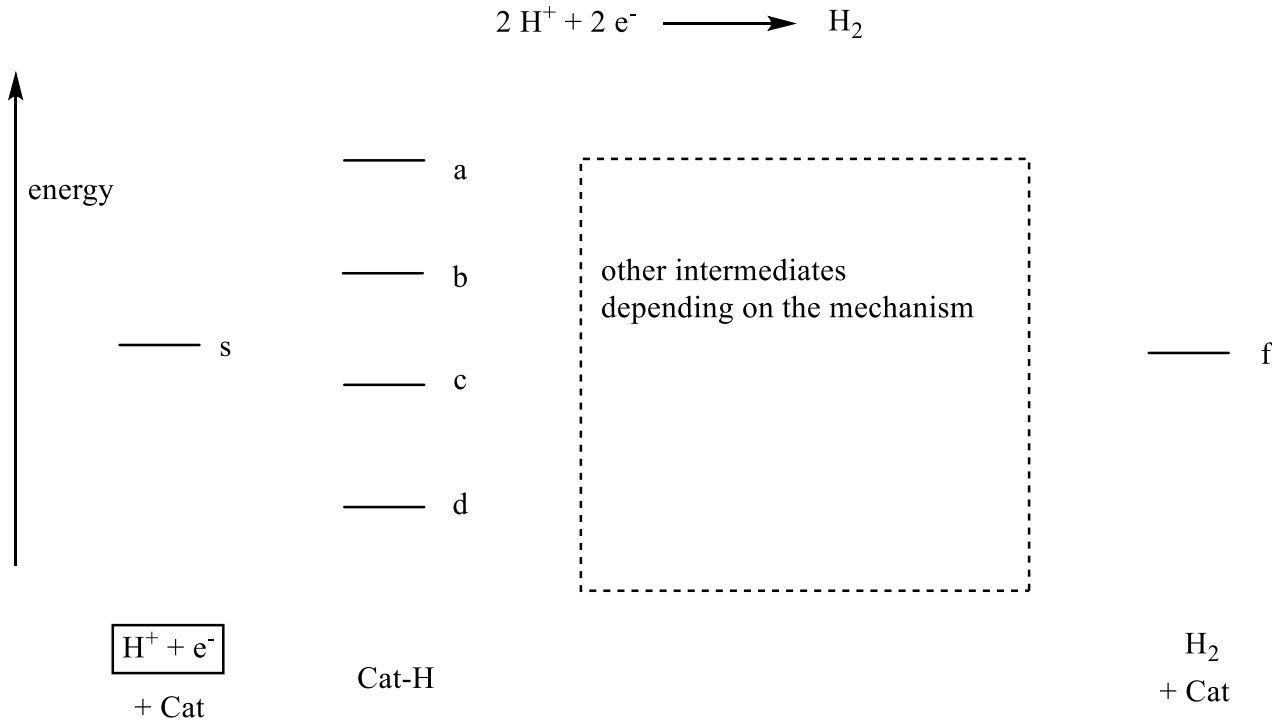 2 H⁺ + 2 e⁻ ⟶ H₂
a
energy
other intermediates
b
depending on the mechanism
s
f
c
d
H⁺ + e⁻
H₂
Cat-H
+ Cat
+ Cat